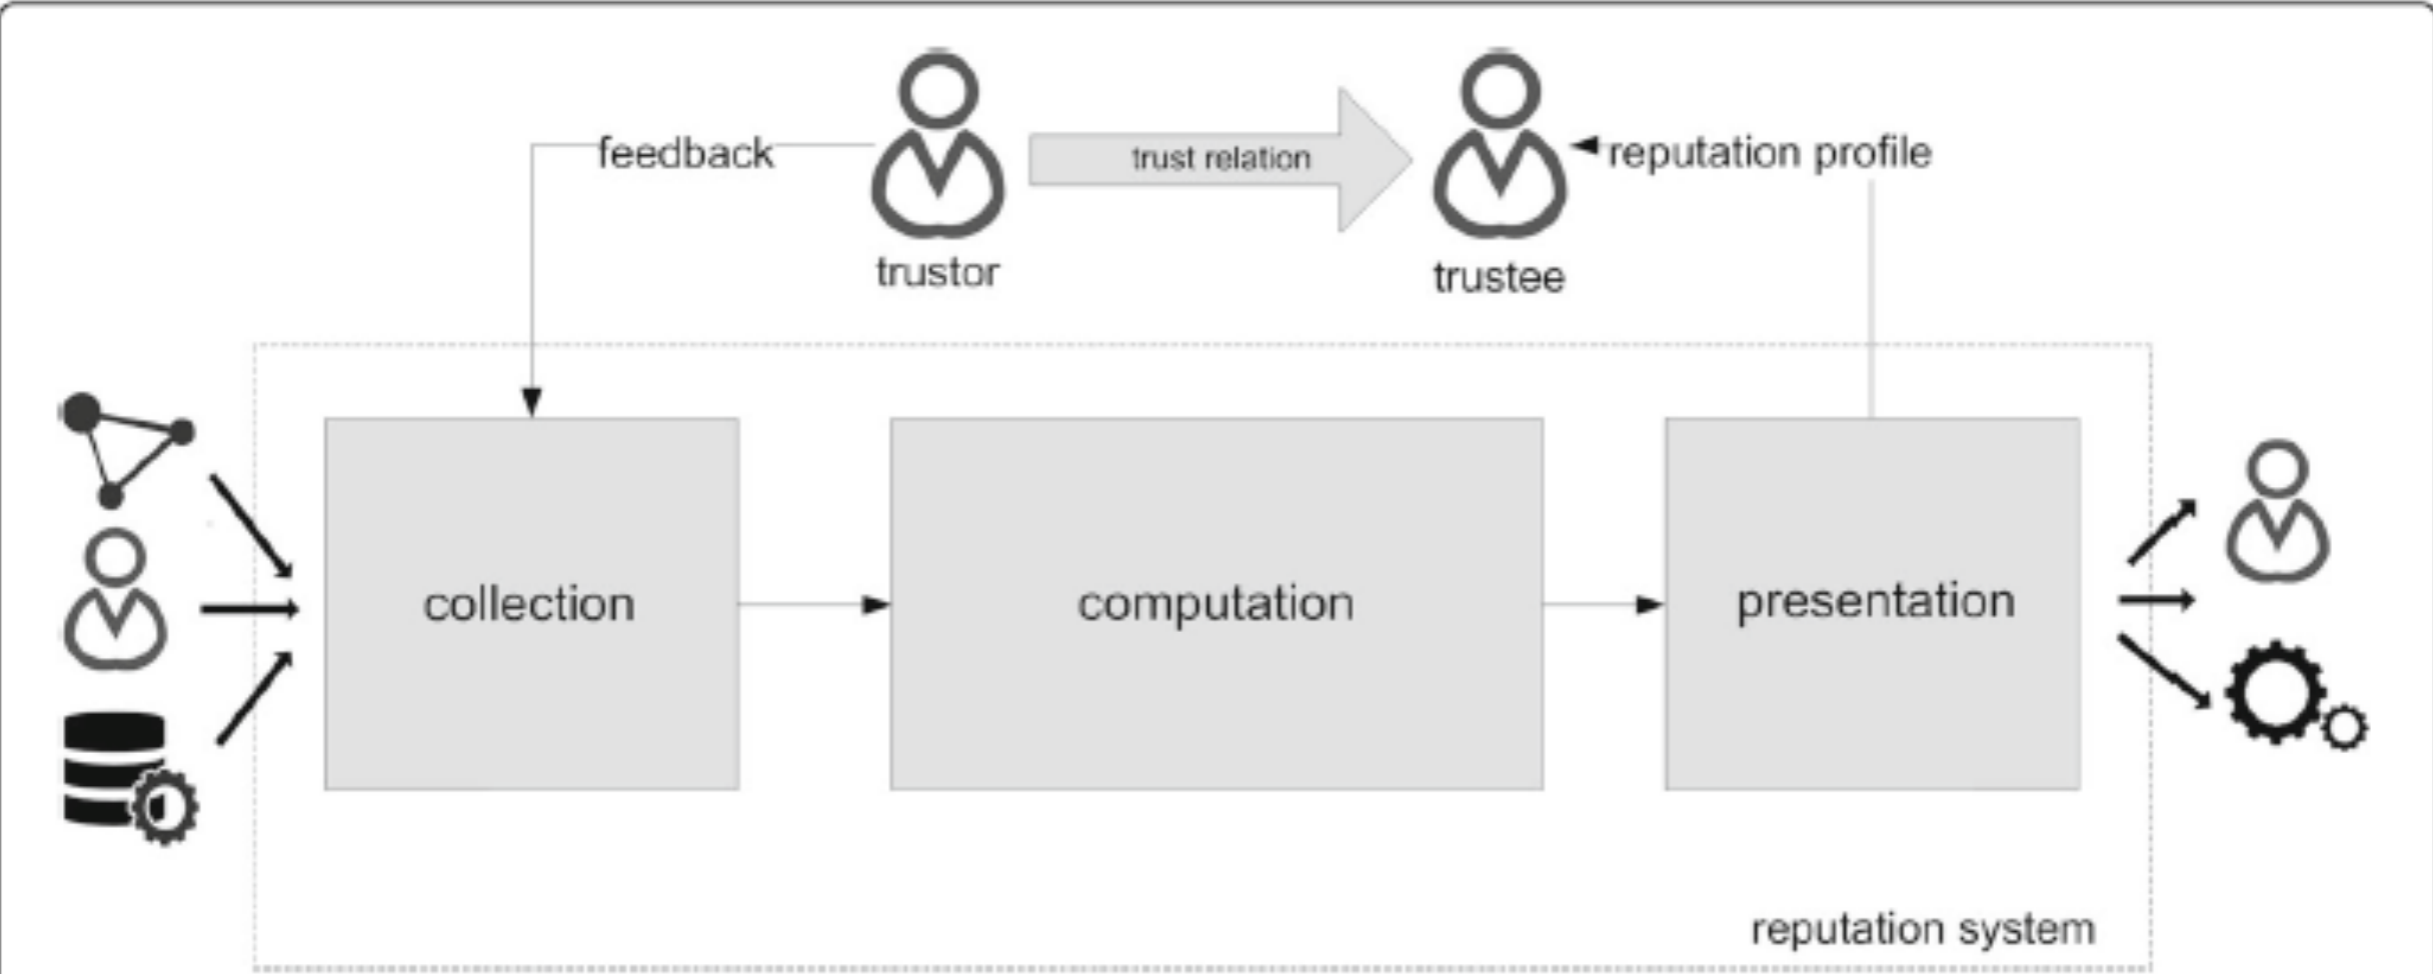 feedback
trust relation
reputation profile
trustor
trustee
collection
computation
presentation
reputation system